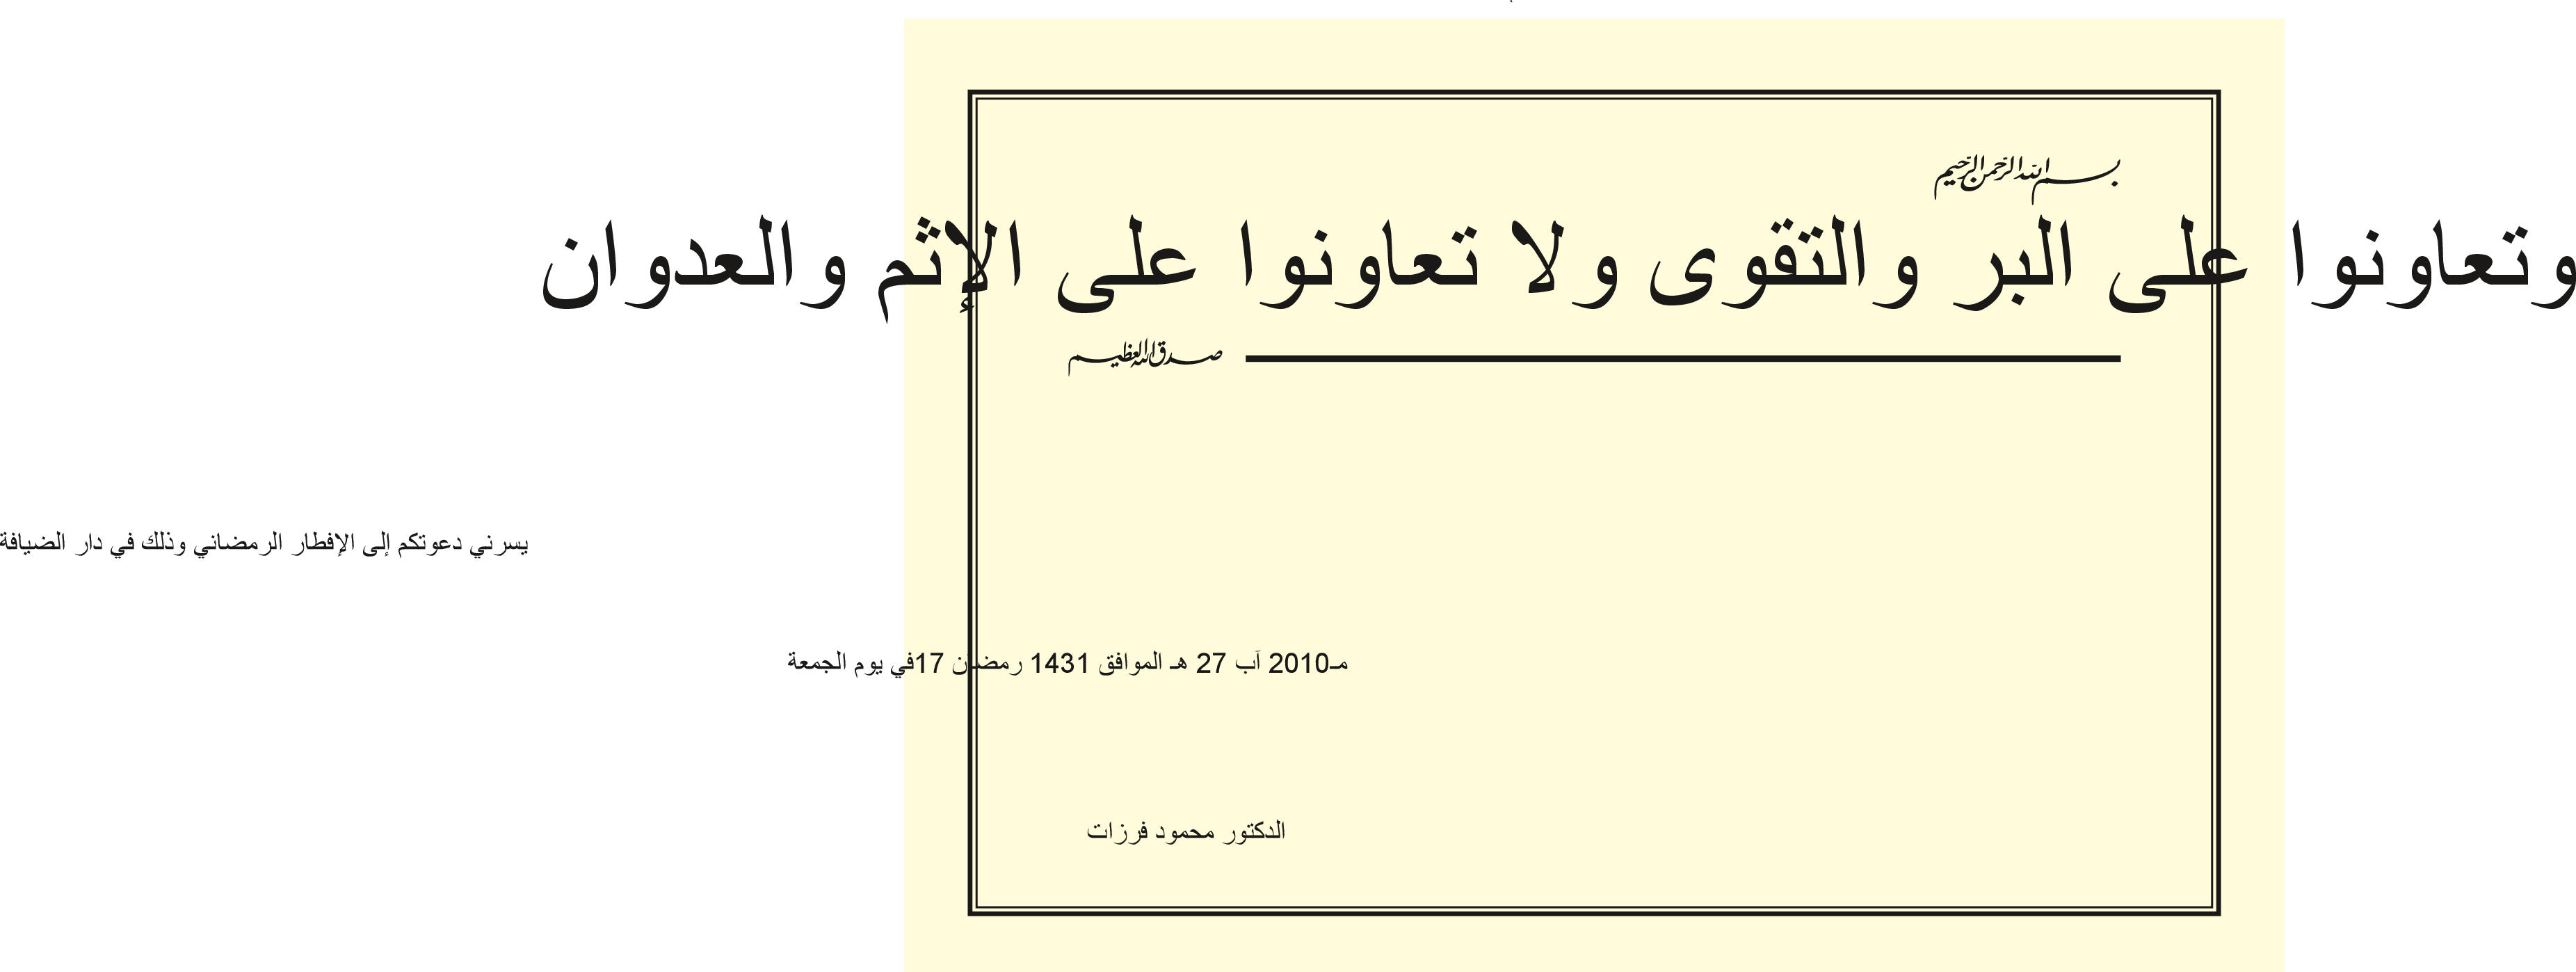 بسم الله الرحمن الرحيم
وتعاونوا على البر والتقوى ولا تعاونوا على الإثم والعدوان
صدق الله العظيم
يسرني دعوتكم إلى الإفطار الرمضاني وذلك في دار الضيافة
في يوم الجمعة 17 رمضان 1431 هـ الموافق 27 آب 2010مـ
الدكتور محمود فرزات